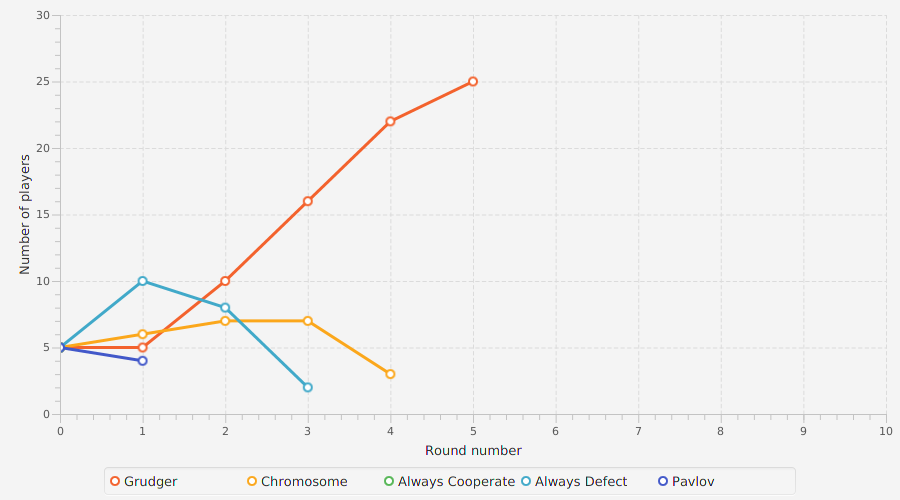 30
25
20
15
10
5
0
Number of players
0 1 2 3 4 5 6 7 8 9 10
Round number
Grudger Chromosome Always Cooperate Always Defect Pavlov